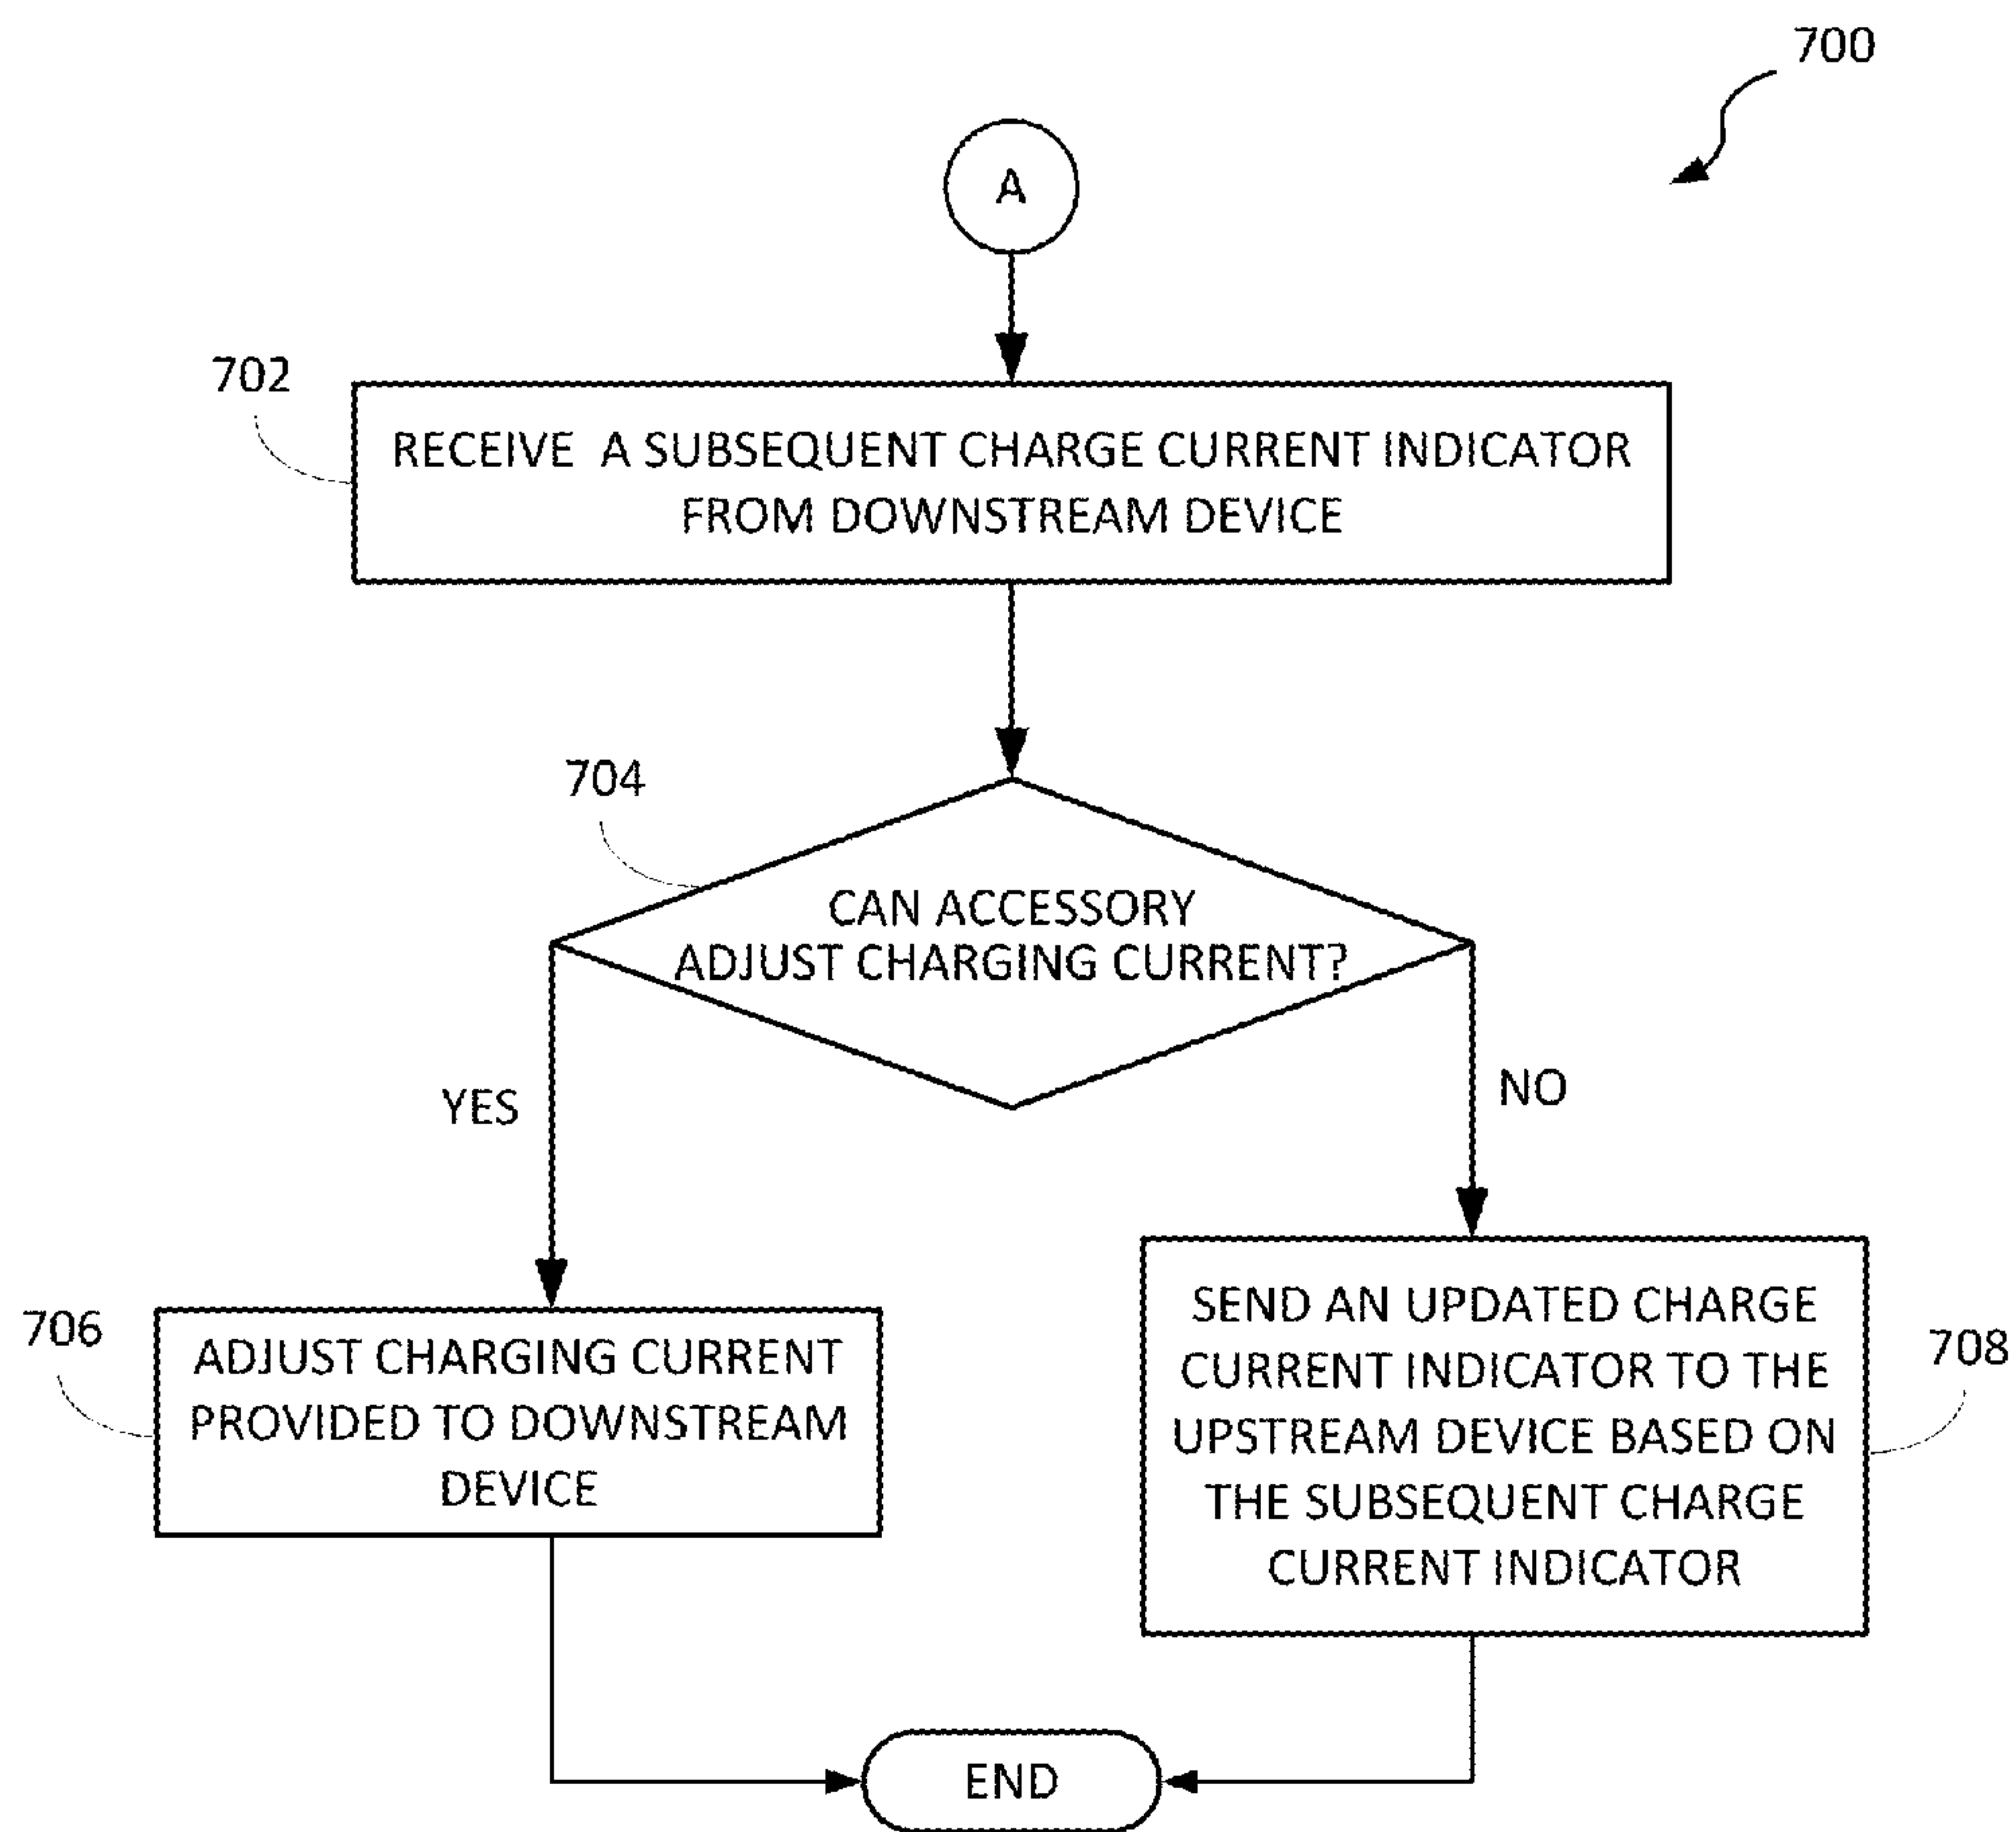 700
A
702
RECEIVE A SUBSEQUENT CHARGE CURRENT INDICATOR
FROM DOWNSTREAM DEVICE
704
CAN ACCESSORY
ADJUST CHARGING CURRENT?
YES
NO
706
ADJUST CHARGING CURRENT
PROVIDED TO DOWNSTREAM
DEVICE
SEND AN UPDATED CHARGE
CURRENT INDICATOR TO THE
UPSTREAM DEVICE BASED ON
THE SUBSEQUENT CHARGE
CURRENT INDICATOR
708
END